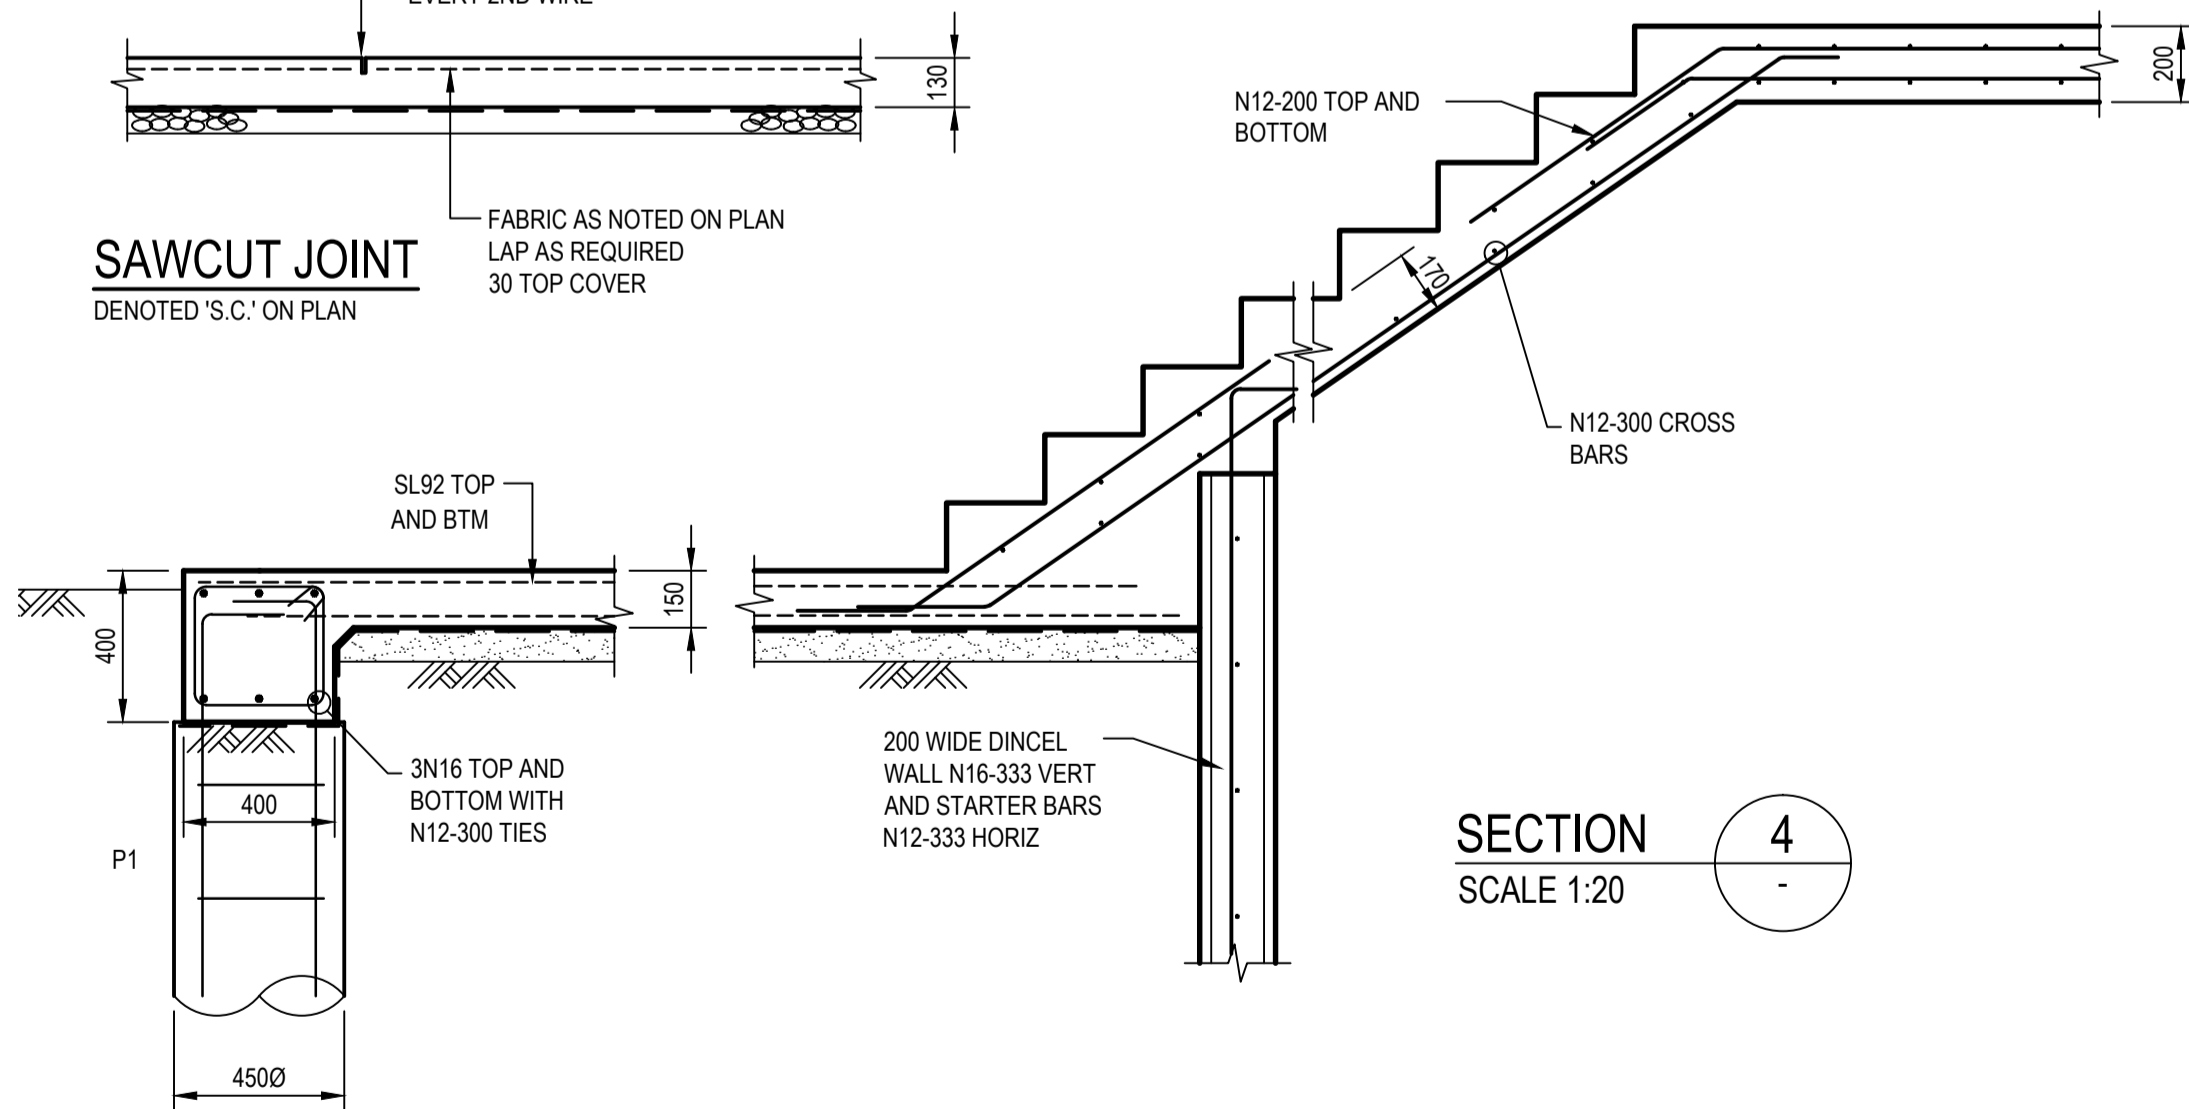 EVERY 2ND WIRE
130
FABRIC AS NOTED ON PLAN
LAP AS REQUIRED
30 TOP COVER
SAWCUT JOINT
DENOTED 'S.C.' ON PLAN
N12-200 TOP AND
BOTTOM
200
170
N12-300 CROSS
BARS
SL92 TOP
AND BTM
150
400
3N16 TOP AND
BOTTOM WITH
N12-300 TIES
400
P1
450Ø
200 WIDE DINCEL
WALL N16-333 VERT
AND STARTER BARS
N12-333 HORIZ
SECTION
4
SCALE 1:20
-